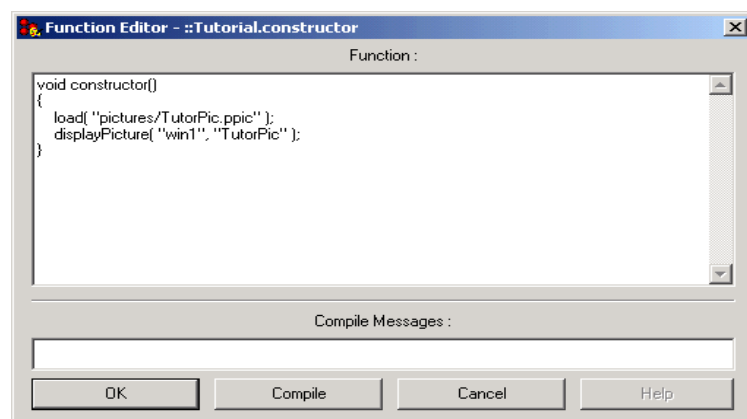 Function Editor - ::Tutorial.constructor
Function :
void constructor()
{
load( "pictures/TutorPic.ppic" );
displayPicture( "win1", "TutorPic" );
}
Compile Messages :
OK Compile Cancel Help